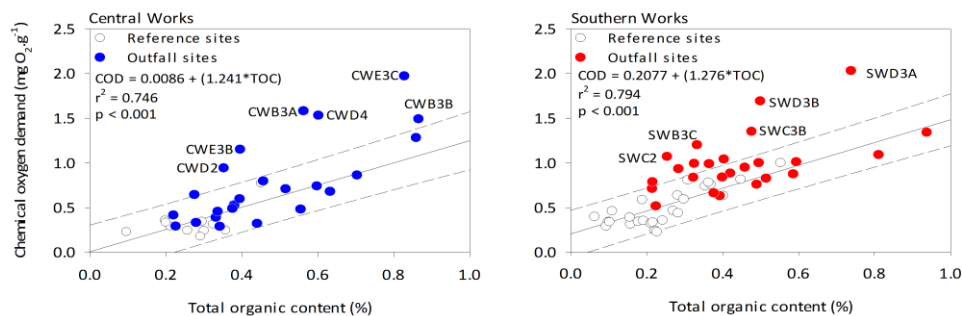 Central Works
2.5
2.0
1.5
1.0
0.5
0.0
Chemical oxygen demand (mg O₂.g⁻¹)
Reference sites
Outfall sites
COD = 0.0086 + (1.241*TOC)
r² = 0.746
p < 0.001
CWE3C
CWB3A
CWD4
CWB3B
CWE3B
CWD2
0.0 0.2 0.4 0.6 0.8 1.0
Total organic content (%)
Southern Works
2.5
2.0
1.5
1.0
0.5
0.0
Reference sites
Outfall sites
COD = 0.2077 + (1.276*TOC)
r² = 0.794
p < 0.001
SWD3A
SWD3B
SWC3B
SWB3C
SWC2
0.0 0.2 0.4 0.6 0.8 1.0
Total organic content (%)